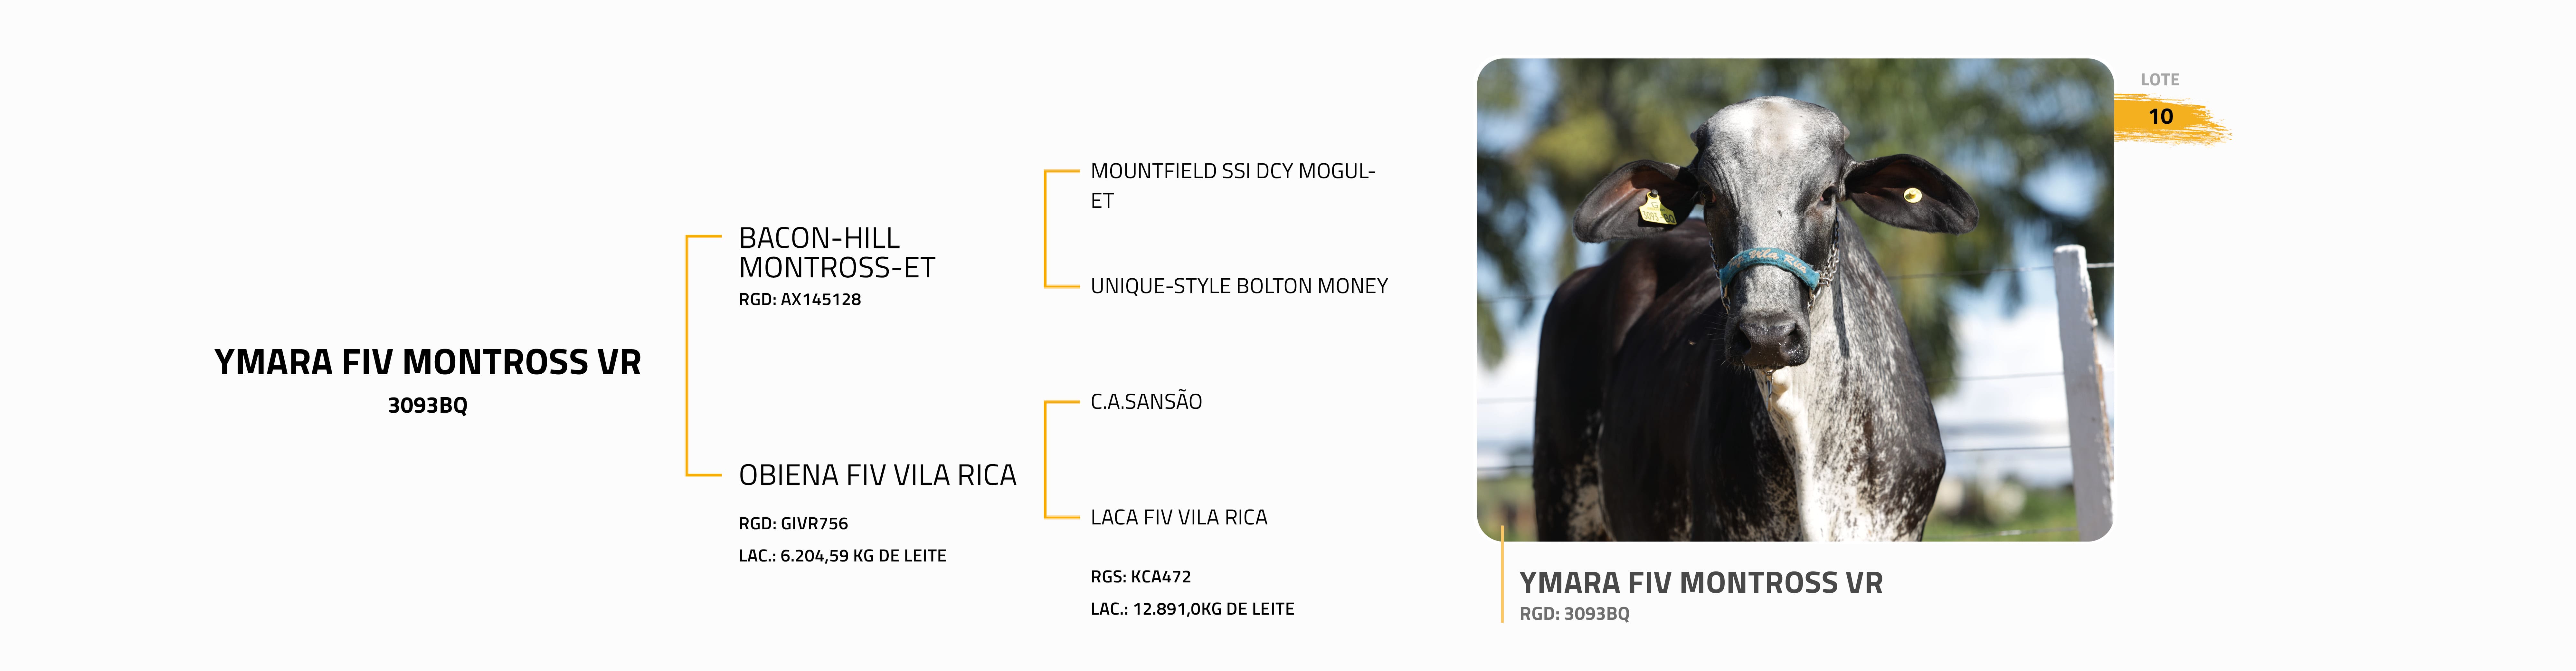 YMARA FIV MONTROSS VR
3093BQ
BACON-HILL
MONTROSS-ET
RGD: AX145128
OBIENA FIV VILA RICA
RGD: GIVR756
LAC.: 6.204,59 KG DE LEITE
MOUNTFIELD SSI DCY MOGUL-
ET
UNIQUE-STYLE BOLTON MONEY
C.A.SANSÃO
LACA FIV VILA RICA
RGS: KCA472
LAC.: 12.891,0KG DE LEITE
LOTE
10
3093 BQ
YMARA FIV MONTROSS VR
RGD: 3093BQ